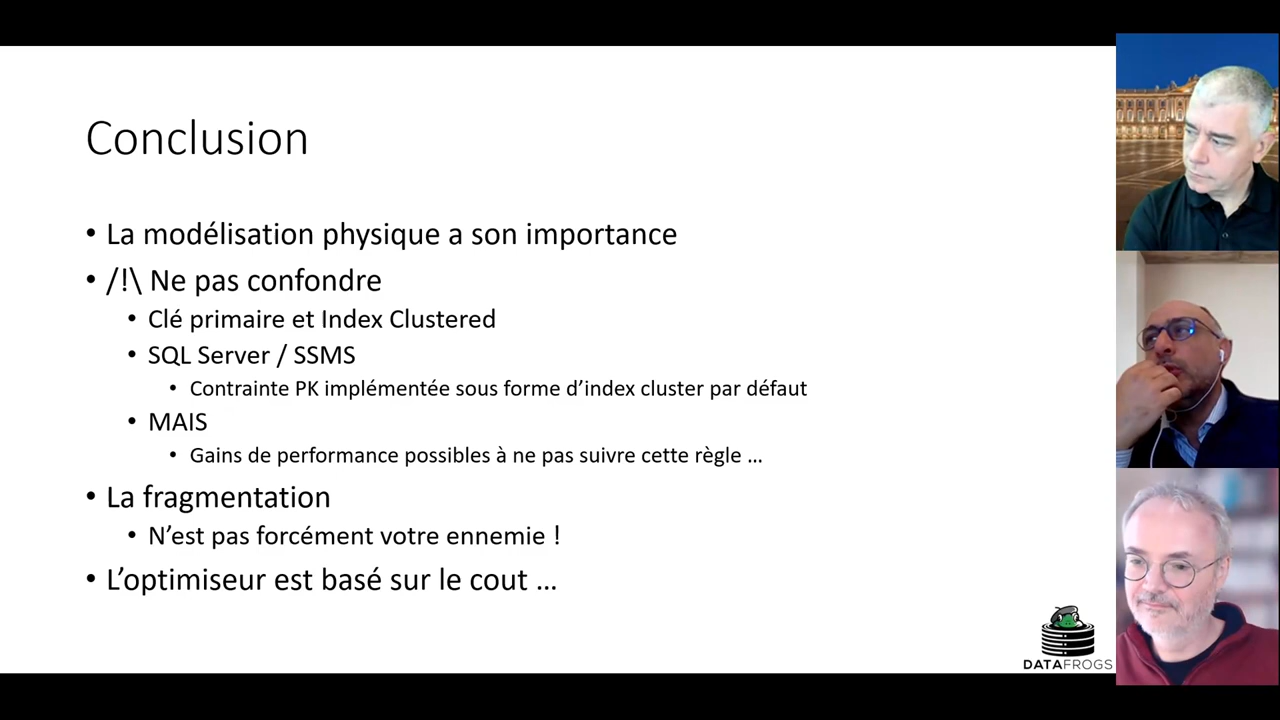 Conclusion
• La modélisation physique a son importance
• /!\ Ne pas confondre
• Clé primaire et Index Clustered
• SQL Server / SSMS
• Contrainte PK implémentée sous forme d’index cluster par défaut
• MAIS
• Gains de performance possibles à ne pas suivre cette règle …
• La fragmentation
• N’est pas forcément votre ennemie !
• L’optimiseur est basé sur le cout …
DATAFROGS